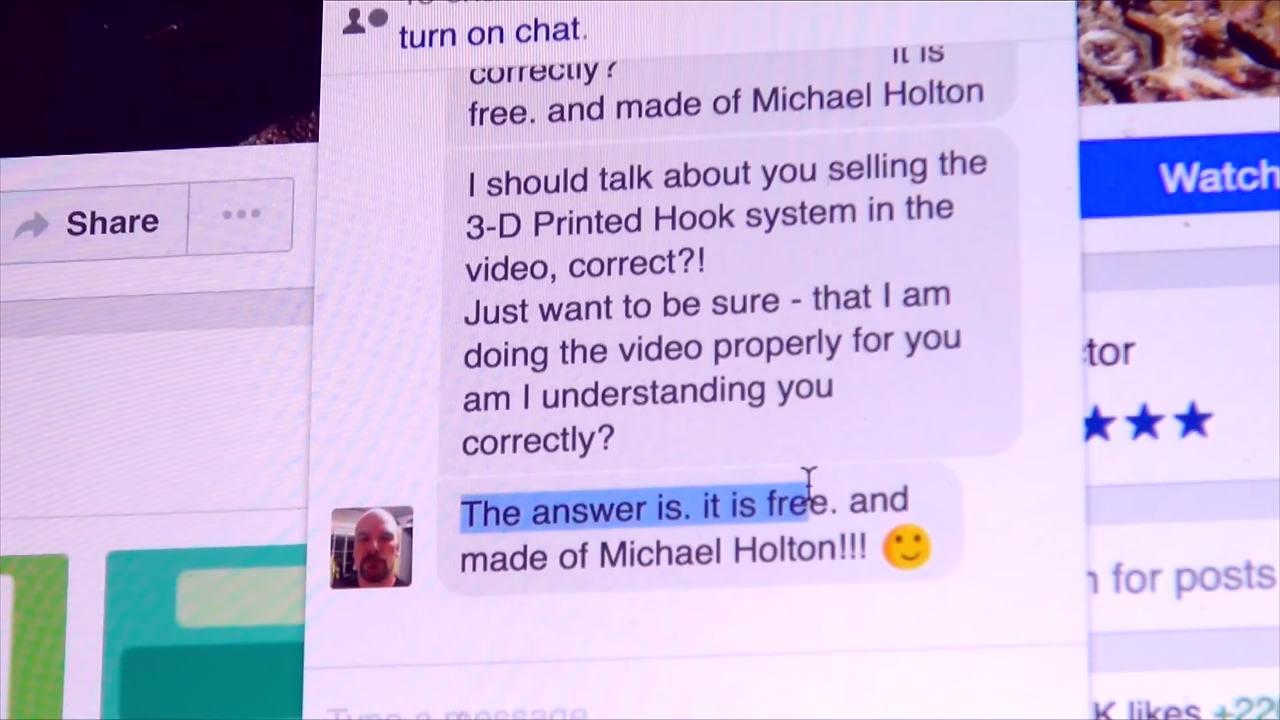 turn on chat.
correctly? it is
free. and made of Michael Holton
Share
Watch
I should talk about you selling the
3-D Printed Hook system in the
video, correct?!
Just want to be sure - that I am
doing the video properly for you
am I understanding you
correctly?
tor
The answer is. it is free. and
made of Michael Holton!!!
for posts
Type a message
K likes +22